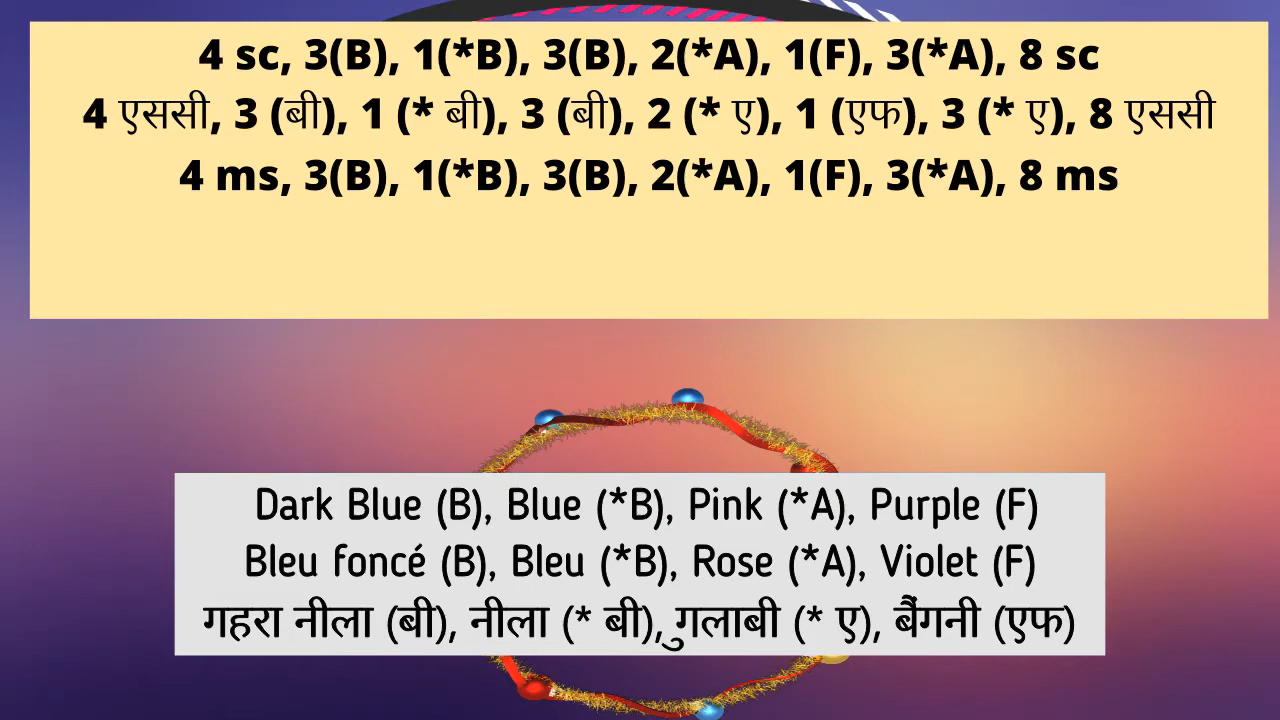 4 sc, 3(B), 1(*B), 3(B), 2(*A), 1(F), 3(*A), 8 sc
4 एससी, 3 (बी), 1 (* बी), 3 (बी), 2 (* ए), 1 (एफ), 3 (* ए), 8 एससी
4 ms, 3(B), 1(*B), 3(B), 2(*A), 1(F), 3(*A), 8 ms
Dark Blue (B), Blue (*B), Pink (*A), Purple (F)
Bleu foncé (B), Bleu (*B), Rose (*A), Violet (F)
गहरा नीला (बी), नीला (* बी), गुलाबी (* ए), बैंगनी (एफ)